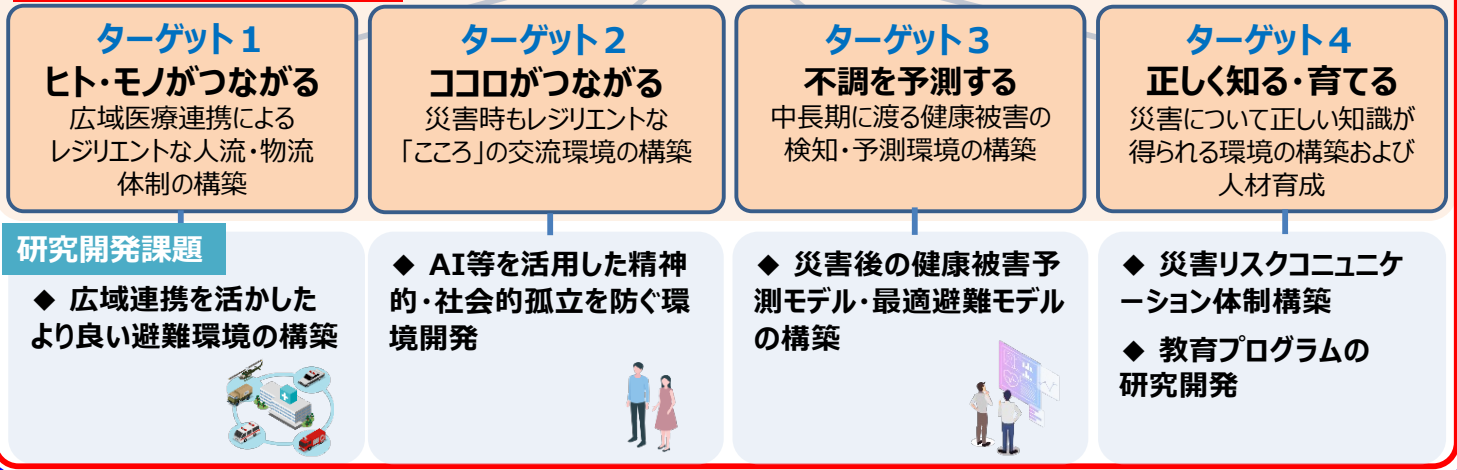 ターゲット１
ヒト・モノがつながる
広域医療連携による
レジリエントな人流・物流
体制の構築
ターゲット２
ココロがつながる
災害時もレジリエントな
「こころ」の交流環境の構築
ターゲット３
不調を予測する
中長期に渡る健康被害の
検知・予測環境の構築
ターゲット４
正しく知る・育てる
災害について正しい知識が
得られる環境の構築および
人材育成
研究開発課題
◆ 広域連携を活かした
より良い避難環境の構築
◆ AI等を活用した精神
的・社会的孤立を防ぐ環
境開発
◆ 災害後の健康被害予
測モデル・最適避難モデル
の構築
◆ 災害リスクコニュニケ
ーション体制構築
◆ 教育プログラムの
研究開発